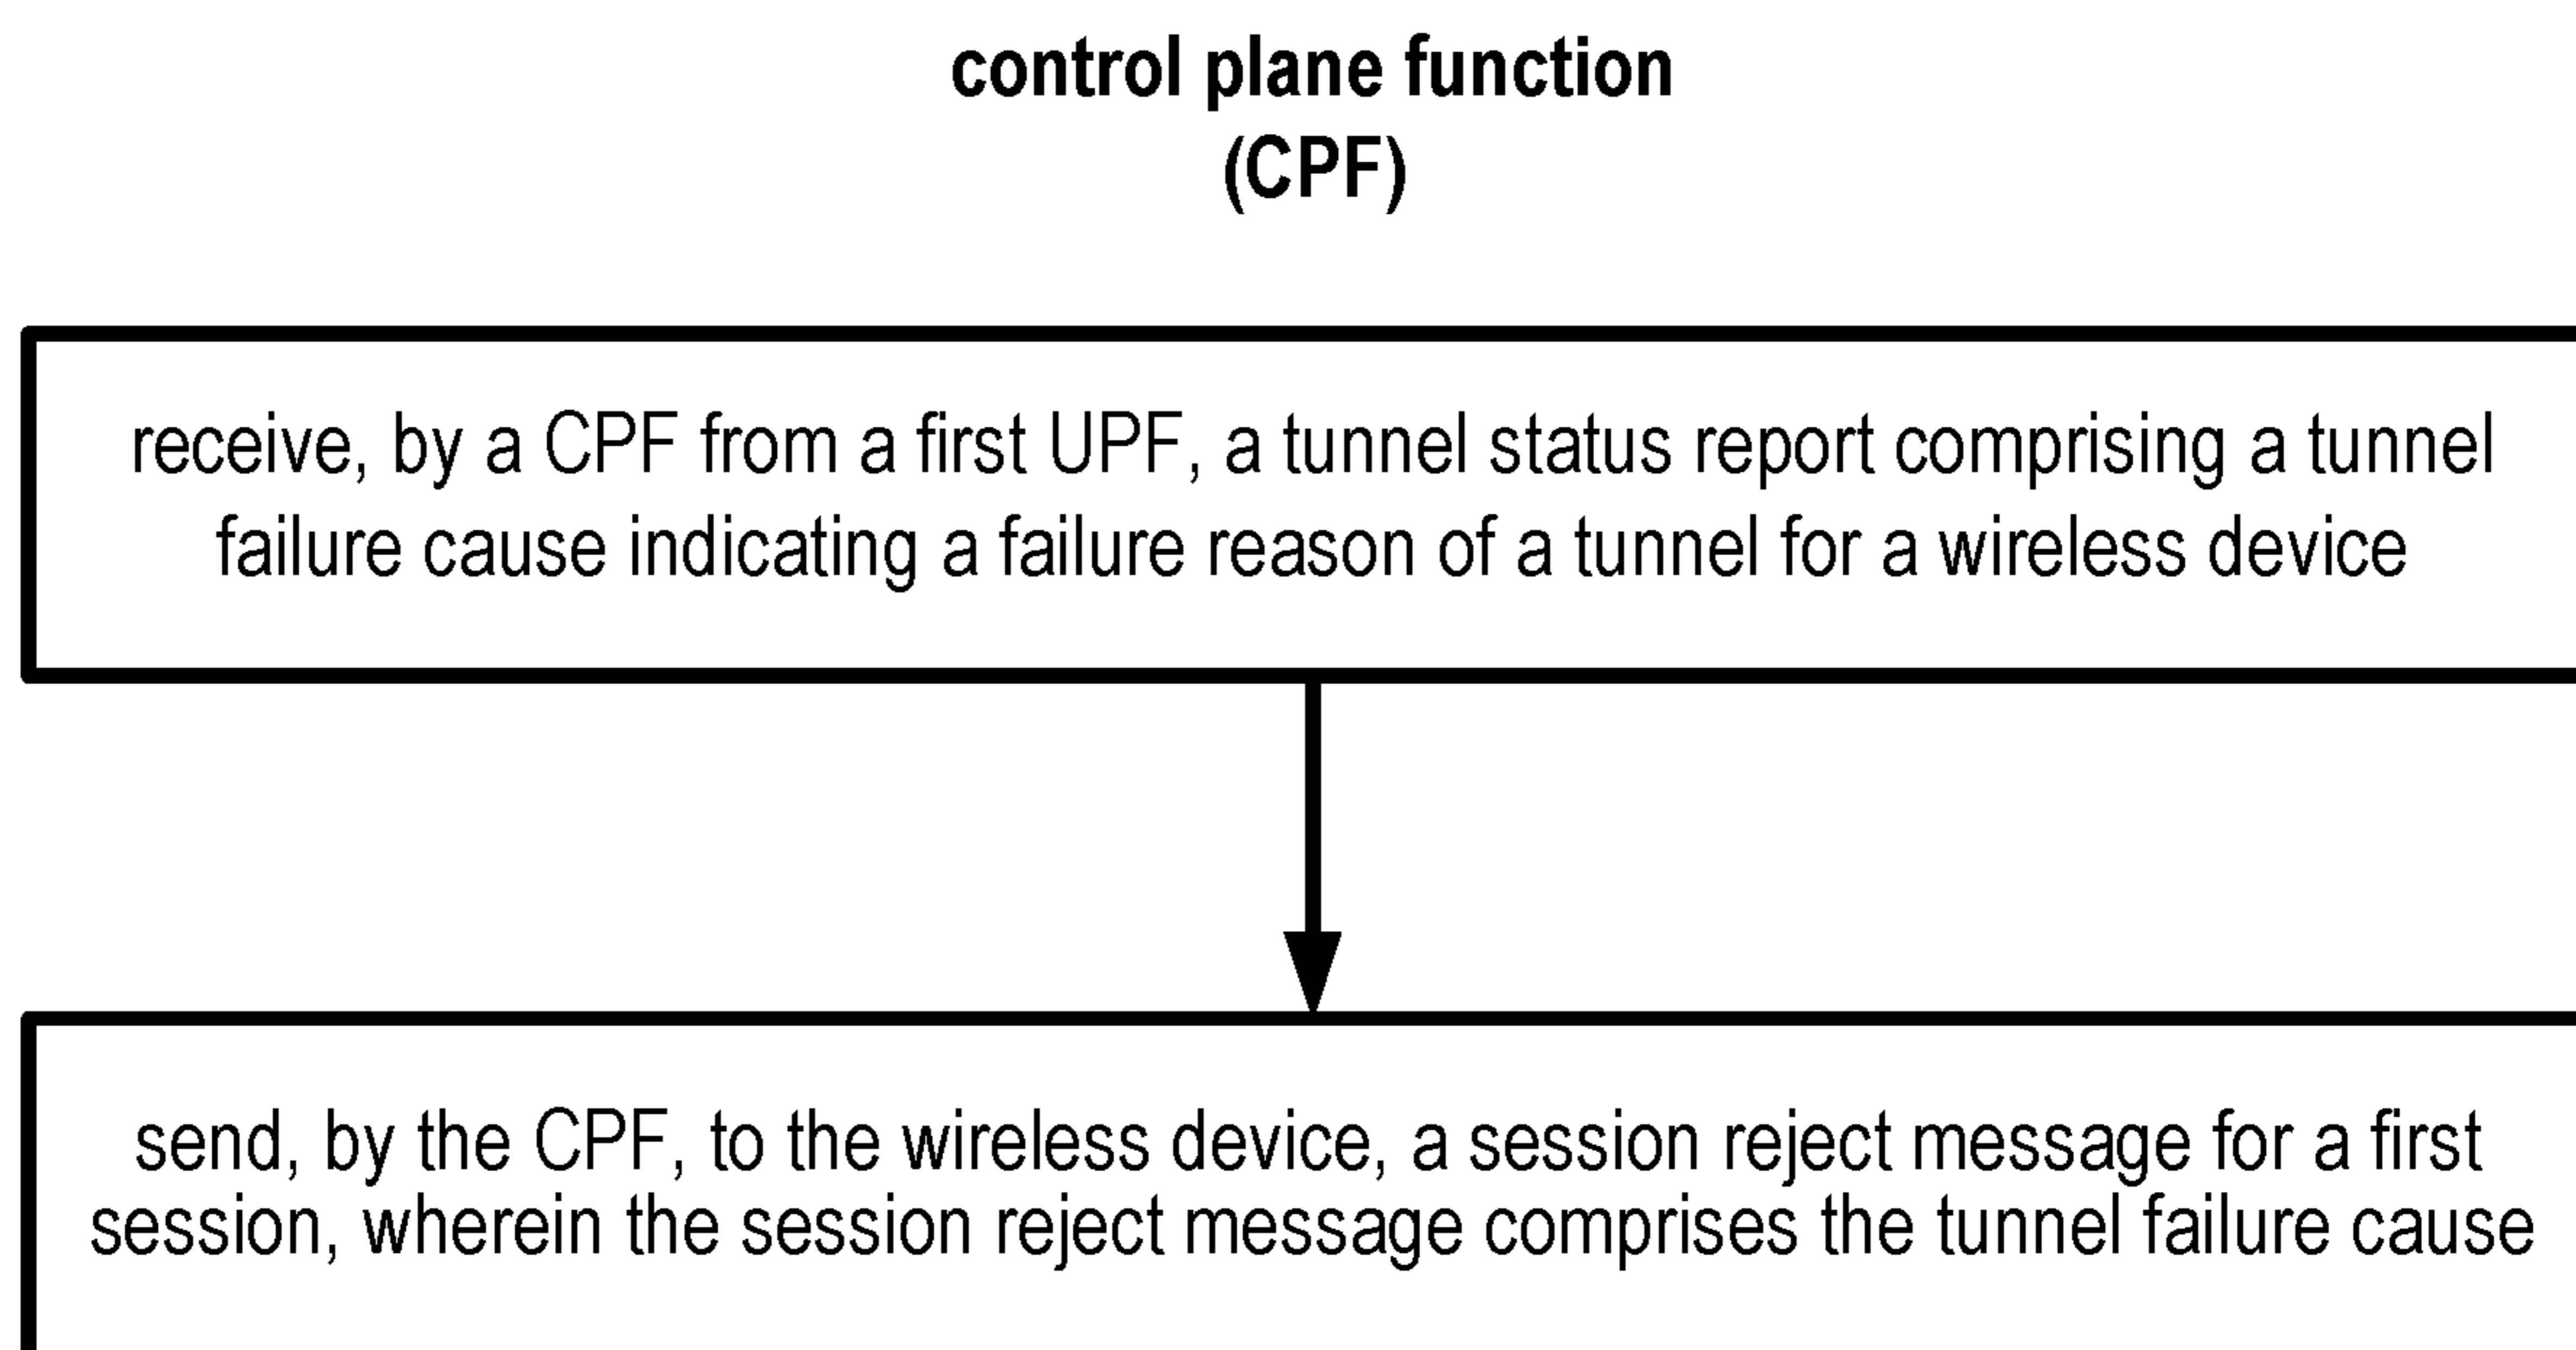 control plane function
(CPF)
receive, by a CPF from a first UPF, a tunnel status report comprising a tunnel
failure cause indicating a failure reason of a tunnel for a wireless device
send, by the CPF, to the wireless device, a session reject message for a first
session, wherein the session reject message comprises the tunnel failure cause